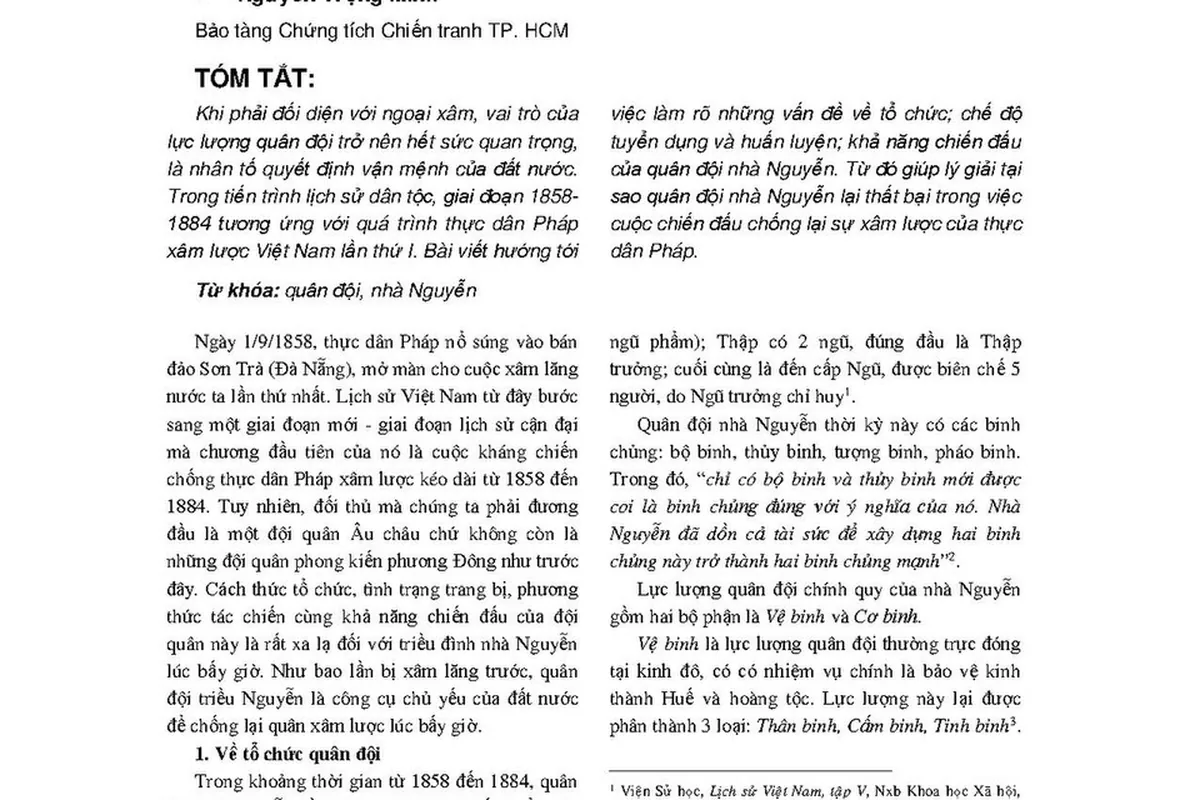 Bảo tàng Chứng tích Chiến tranh TP. HCM
TÓM TẮT:
Khi phải đối diện với ngoại xâm, vai trò của
lực lượng quân đội trở nên hết sức quan trọng,
là nhân tố quyết định vận mệnh của đất nước.
Trong tiến trình lịch sử dân tộc, giai đoạn 1858-
1884 tương ứng với quá trình thực dân Pháp
xâm lược Việt Nam lần thứ I. Bài viết hướng tới
việc làm rõ những vấn đề về tổ chức; chế độ
tuyển dụng và huấn luyện; khả năng chiến đấu
của quân đội nhà Nguyễn. Từ đó giúp lý giải tại
sao quân đội nhà Nguyễn lại thất bại trong việc
cuộc chiến đấu chống lại sự xâm lược của thực
dân Pháp.
Từ khóa: quân đội, nhà Nguyễn
Ngày 1/9/1858, thực dân Pháp nổ súng vào bán
đảo Sơn Trà (Đà Nẵng), mở màn cho cuộc xâm lăng
nước ta lần thứ nhất. Lịch sử Việt Nam từ đây bước
sang một giai đoạn mới - giai đoạn lịch sử cận đại
mà chương đầu tiên của nó là cuộc kháng chiến
chống thực dân Pháp xâm lược kéo dài từ 1858 đến
1884. Tuy nhiên, đối thủ mà chúng ta phải đương
đầu là một đội quân Âu châu chứ không còn là
những đội quân phong kiến phương Đông như trước
đây. Cách thức tổ chức, tình trạng trang bị, phương
thức tác chiến cùng khả năng chiến đấu của đội
quân này là rất xa lạ đối với triều đình nhà Nguyễn
lúc bấy giờ. Như bao lần bị xâm lăng trước, quân
đội triều Nguyễn là công cụ chủ yếu của đất nước
để chống lại quân xâm lược lúc bấy giờ.
1. Về tổ chức quân đội
Trong khoảng thời gian từ 1858 đến 1884, quân
ngũ phẩm); Thập có 2 ngũ, đúng đầu là Thập
trưởng; cuối cùng là đến cấp Ngũ, được biên chế 5
người, do Ngũ trưởng chỉ huy¹.
Quân đội nhà Nguyễn thời kỳ này có các binh
chủng: bộ binh, thủy binh, tượng binh, pháo binh.
Trong đó, “chỉ có bộ binh và thủy binh mới được
coi là binh chủng đúng với ý nghĩa của nó. Nhà
Nguyễn đã dồn cả tài sức để xây dựng hai binh
chủng này trở thành hai binh chủng mạnh”².
Lực lượng quân đội chính quy của nhà Nguyễn
gồm hai bộ phận là Vệ binh và Cơ binh.
Vệ binh là lực lượng quân đội thường trực đóng
tại kinh đô, có có nhiệm vụ chính là bảo vệ kinh
thành Huế và hoàng tộc. Lực lượng này lại được
phân thành 3 loại: Thân binh, Cấm binh, Tinh binh³.
¹ Viện Sử học, Lịch sử Việt Nam, tập V, Nxb Khoa học Xã hội,